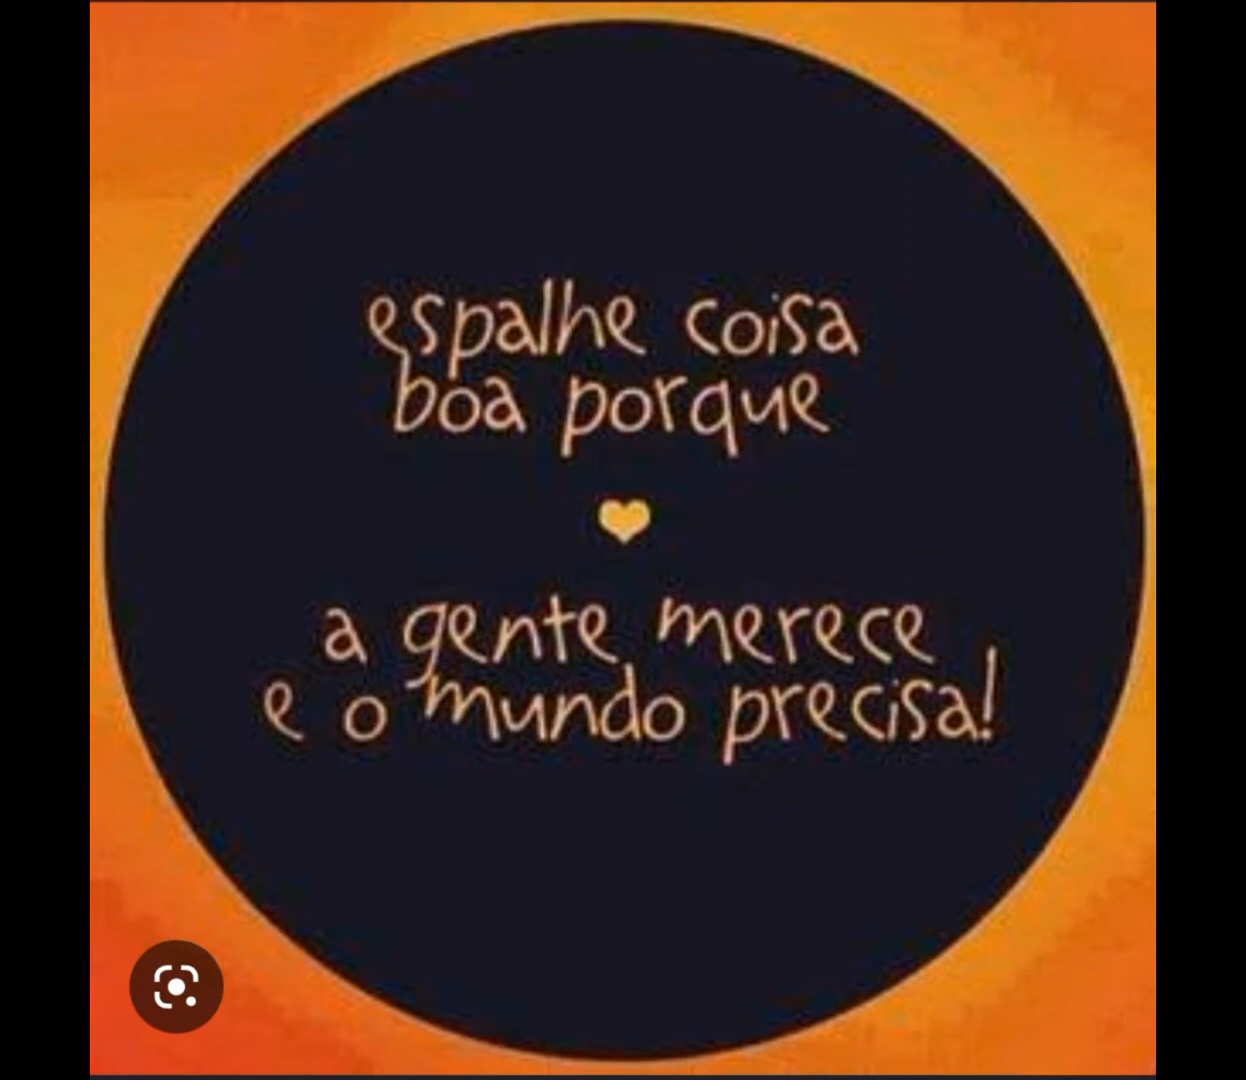 espalhe coisa
boa porque
a gente merece
e o mundo precisa!